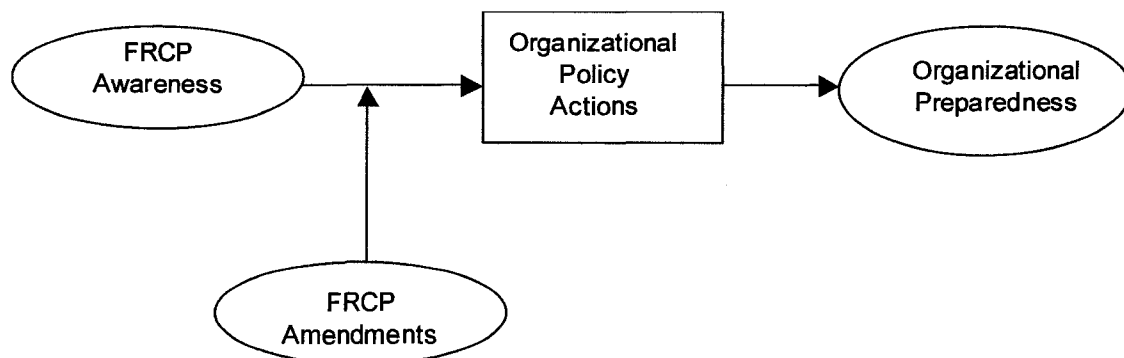 FRCP
Awareness
Organizational
Policy
Actions
Organizational
Preparedness
FRCP
Amendments